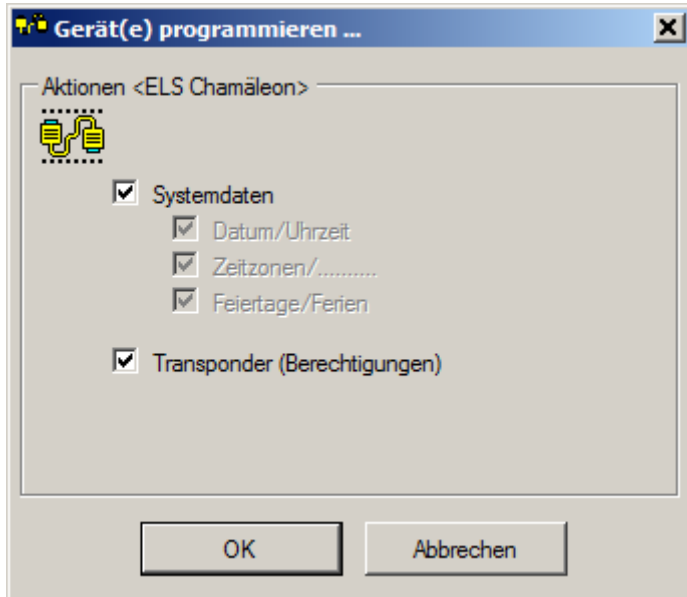 Gerät(e) programmieren ...
Aktionen <ELS Chamäleon>
Systemdaten
Datum/Uhrzeit
Zeitzonen/..........
Feiertage/Ferien
Transponder (Berechtigungen)
OK
Abbrechen